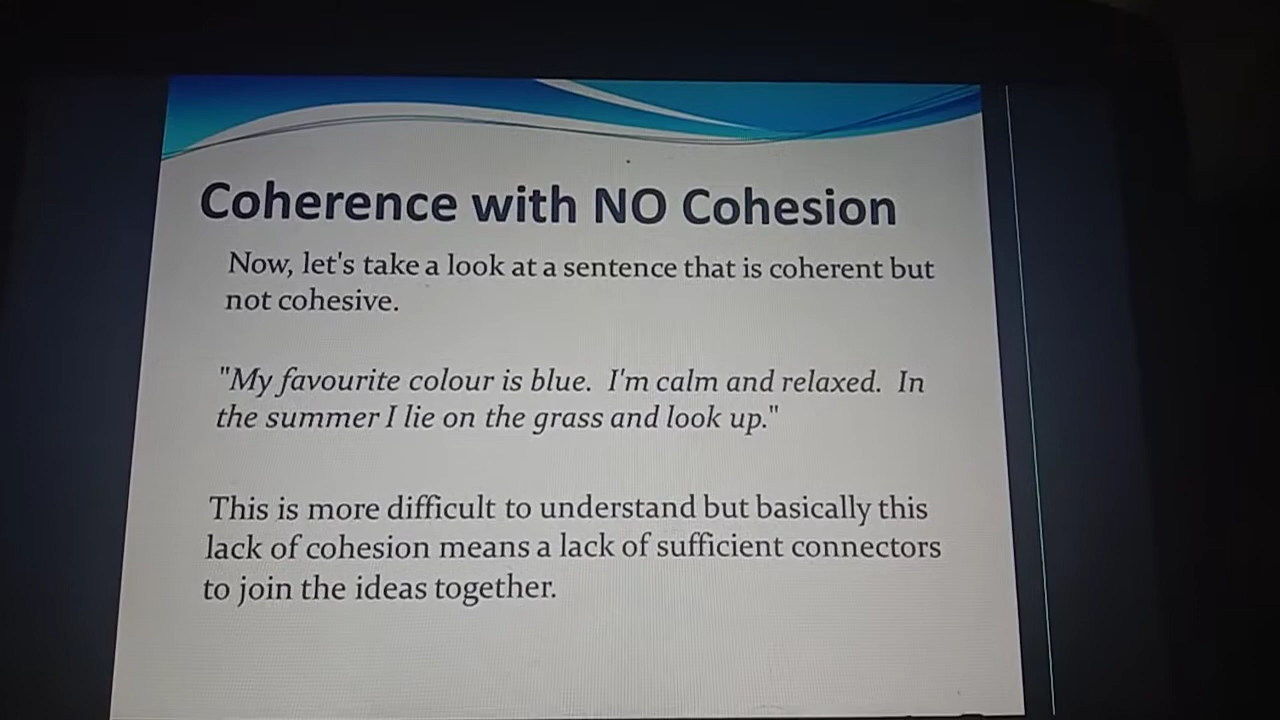 Coherence with NO Cohesion
Now, let's take a look at a sentence that is coherent but
not cohesive.
"My favourite colour is blue. I'm calm and relaxed. In
the summer I lie on the grass and look up."
This is more difficult to understand but basically this
lack of cohesion means a lack of sufficient connectors
to join the ideas together.